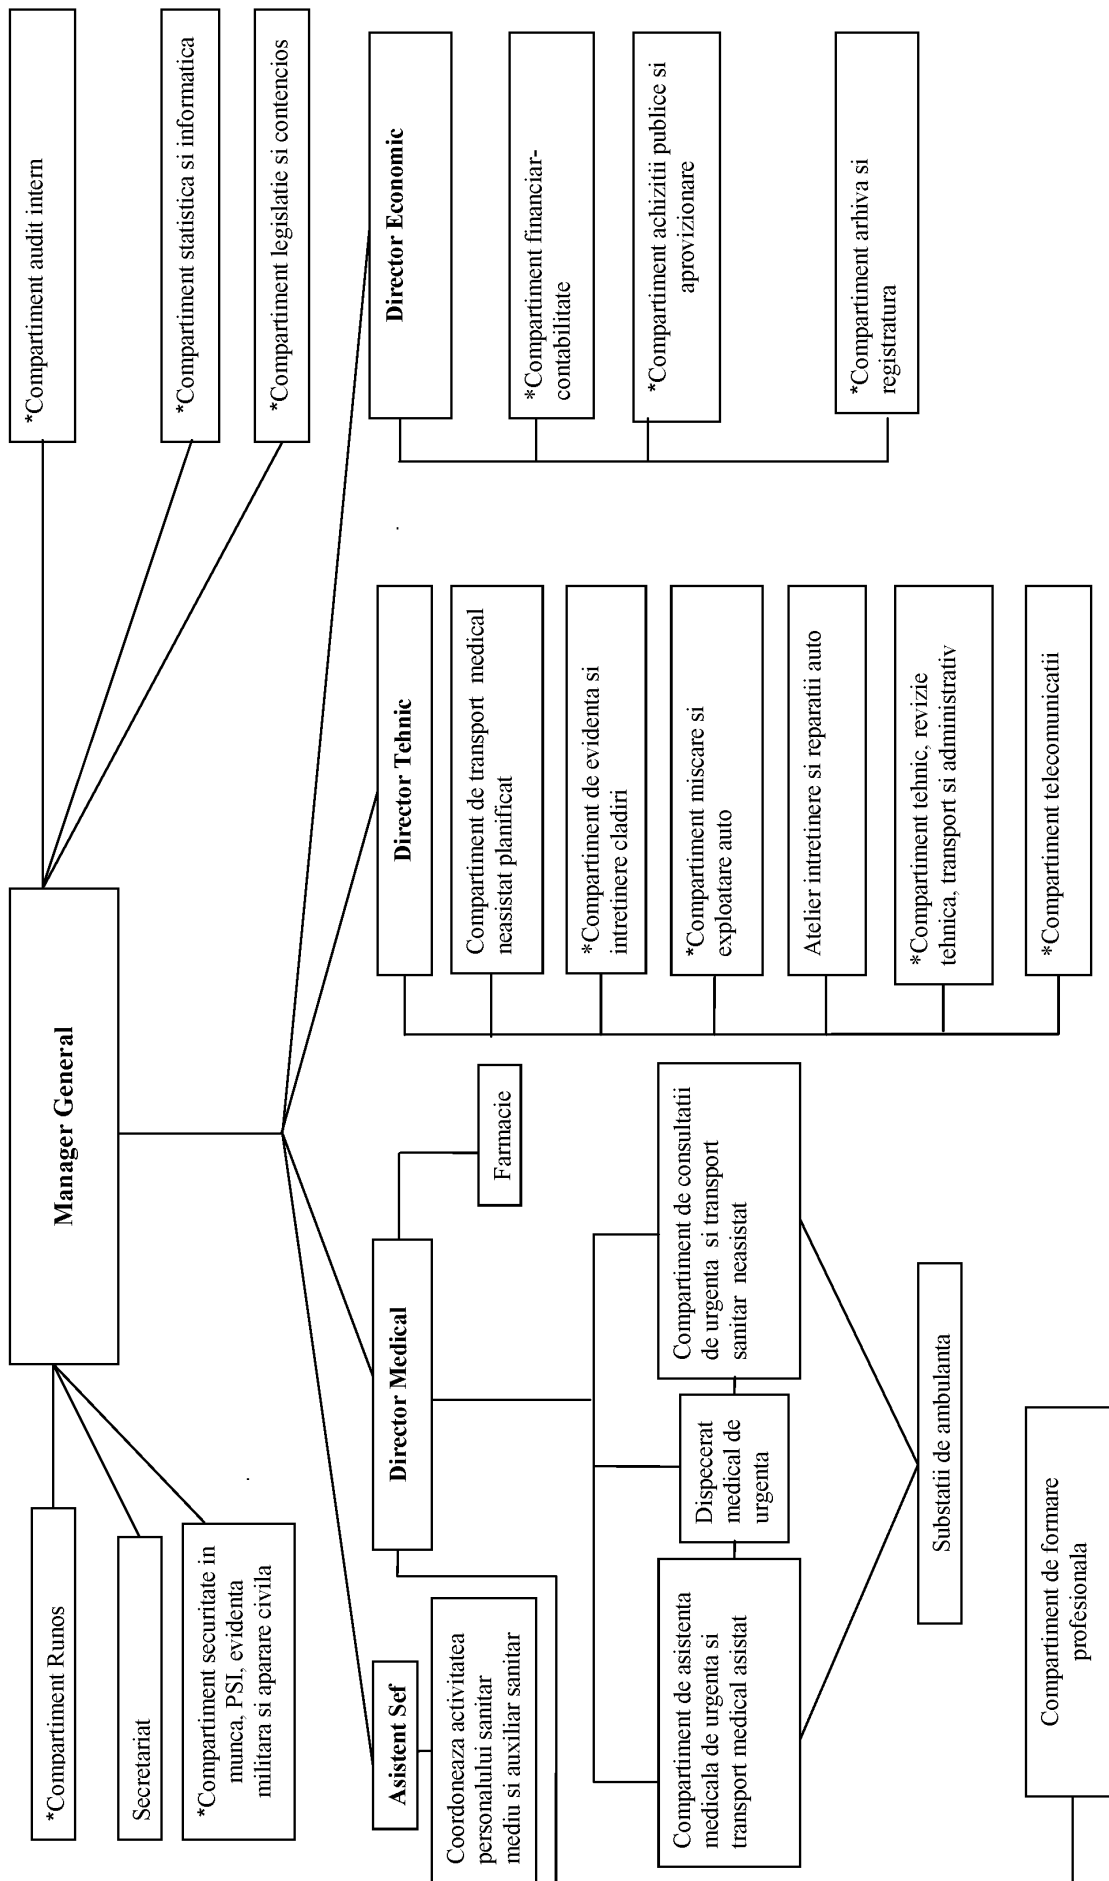 Manager General
*Compartiment Runos
Secretariat
*Compartiment securitate in
munca, PSI, evidenta
militara si aparare civila
*Compartiment audit intern
*Compartiment statistica si informatica
*Compartiment legislatie si contencios
Asistent Sef
Coordoneaza activitatea
personalului sanitar
mediu si auxiliar sanitar
Director Medical
Farmacie
Compartiment de asistenta
medicala de urgenta si
transport medical asistat
Dispecerat
medical de
urgenta
Compartiment de consultatii
de urgenta si transport
sanitar neasistat
Substatii de ambulanta
Compartiment de formare
profesionala
Director Tehnic
Compartiment de transport medical
neasistat planificat
*Compartiment de evidenta si
intretinere cladiri
*Compartiment miscare si
exploatare auto
Atelier intretinere si reparatii auto
*Compartiment tehnic, revizie
tehnica, transport si administrativ
*Compartiment telecomunicatii
Director Economic
*Compartiment financiar-
contabilitate
*Compartiment achizitii publice si
aprovizionare
*Compartiment arhiva si
registratura